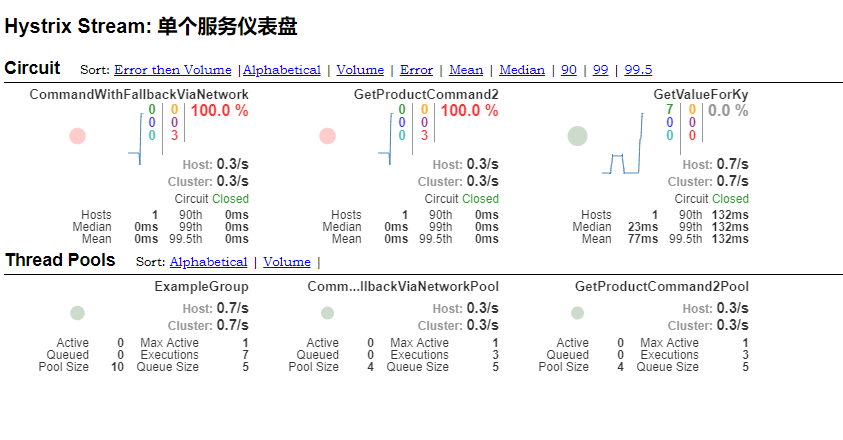 Hystrix Stream: 单个服务仪表盘
Circuit Sort: Error then Volume |Alphabetical | Volume | Error | Mean | Median | 90 | 99 | 99.5
CommandWithFallbackViaNetwork GetProductCommand2 GetValueForKy
0 0 100.0 % 0 0 100.0 % 7 0 0.0 %
0 0 0 0 0 0
0 3 0 3 0 0
Host: 0.3/s Host: 0.3/s Host: 0.7/s
Cluster: 0.3/s Cluster: 0.3/s Cluster: 0.7/s
Circuit Closed Circuit Closed Circuit Closed
Hosts 1 90th 0ms Hosts 1 90th 0ms Hosts 1 90th 132ms
Median 0ms 99th 0ms Median 0ms 99th 0ms Median 23ms 99th 132ms
Mean 0ms 99.5th 0ms Mean 0ms 99.5th 0ms Mean 77ms 99.5th 132ms
Thread Pools Sort: Alphabetical | Volume |
ExampleGroup Comm...llbackViaNetworkPool GetProductCommand2Pool
Host: 0.7/s Host: 0.3/s Host: 0.3/s
Cluster: 0.7/s Cluster: 0.3/s Cluster: 0.3/s
Active 0 Max Active 1 Active 0 Max Active 1 Active 0 Max Active 1
Queued 0 Executions 7 Queued 0 Executions 3 Queued 0 Executions 3
Pool Size 10 Queue Size 5 Pool Size 4 Queue Size 5 Pool Size 4 Queue Size 5